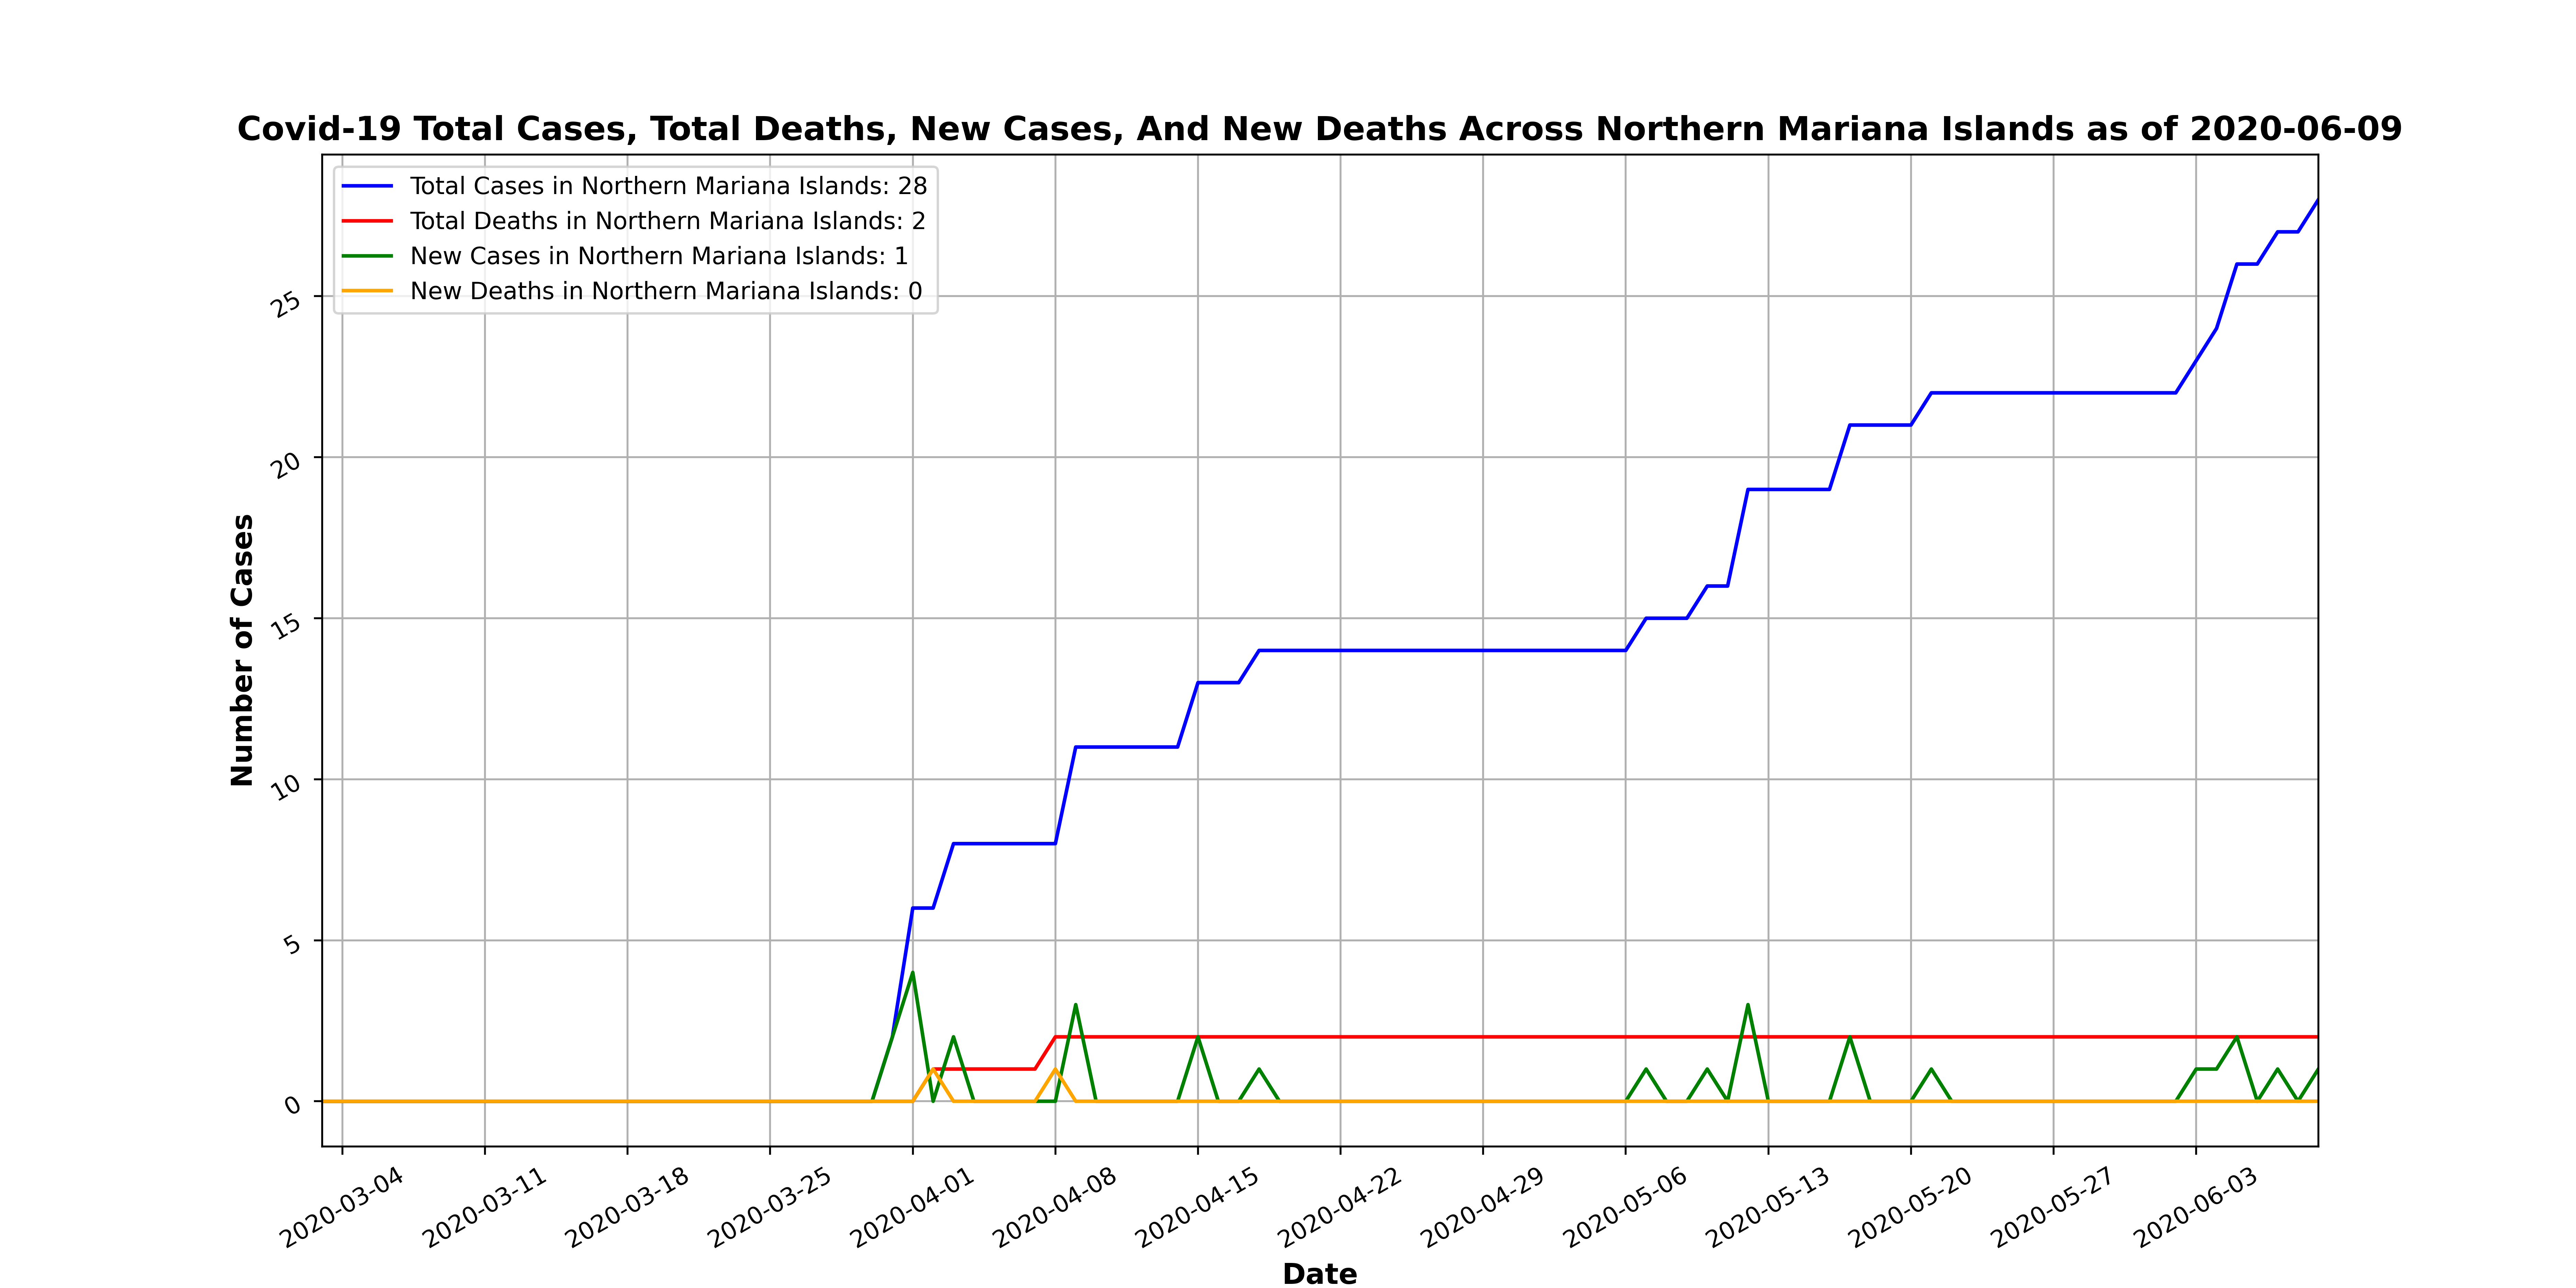 Covid-19 Total Cases, Total Deaths, New Cases, And New Deaths Across Northern Mariana Islands as of 2020-06-09
Total Cases in Northern Mariana Islands: 28
Total Deaths in Northern Mariana Islands: 2
New Cases in Northern Mariana Islands: 1
New Deaths in Northern Mariana Islands: 0
Number of Cases
25
20
15
10
5
0
2020-03-04
2020-03-11
2020-03-18
2020-03-25
2020-04-01
2020-04-08
2020-04-15
2020-04-22
2020-04-29
2020-05-06
2020-05-13
2020-05-20
2020-05-27
2020-06-03
Date